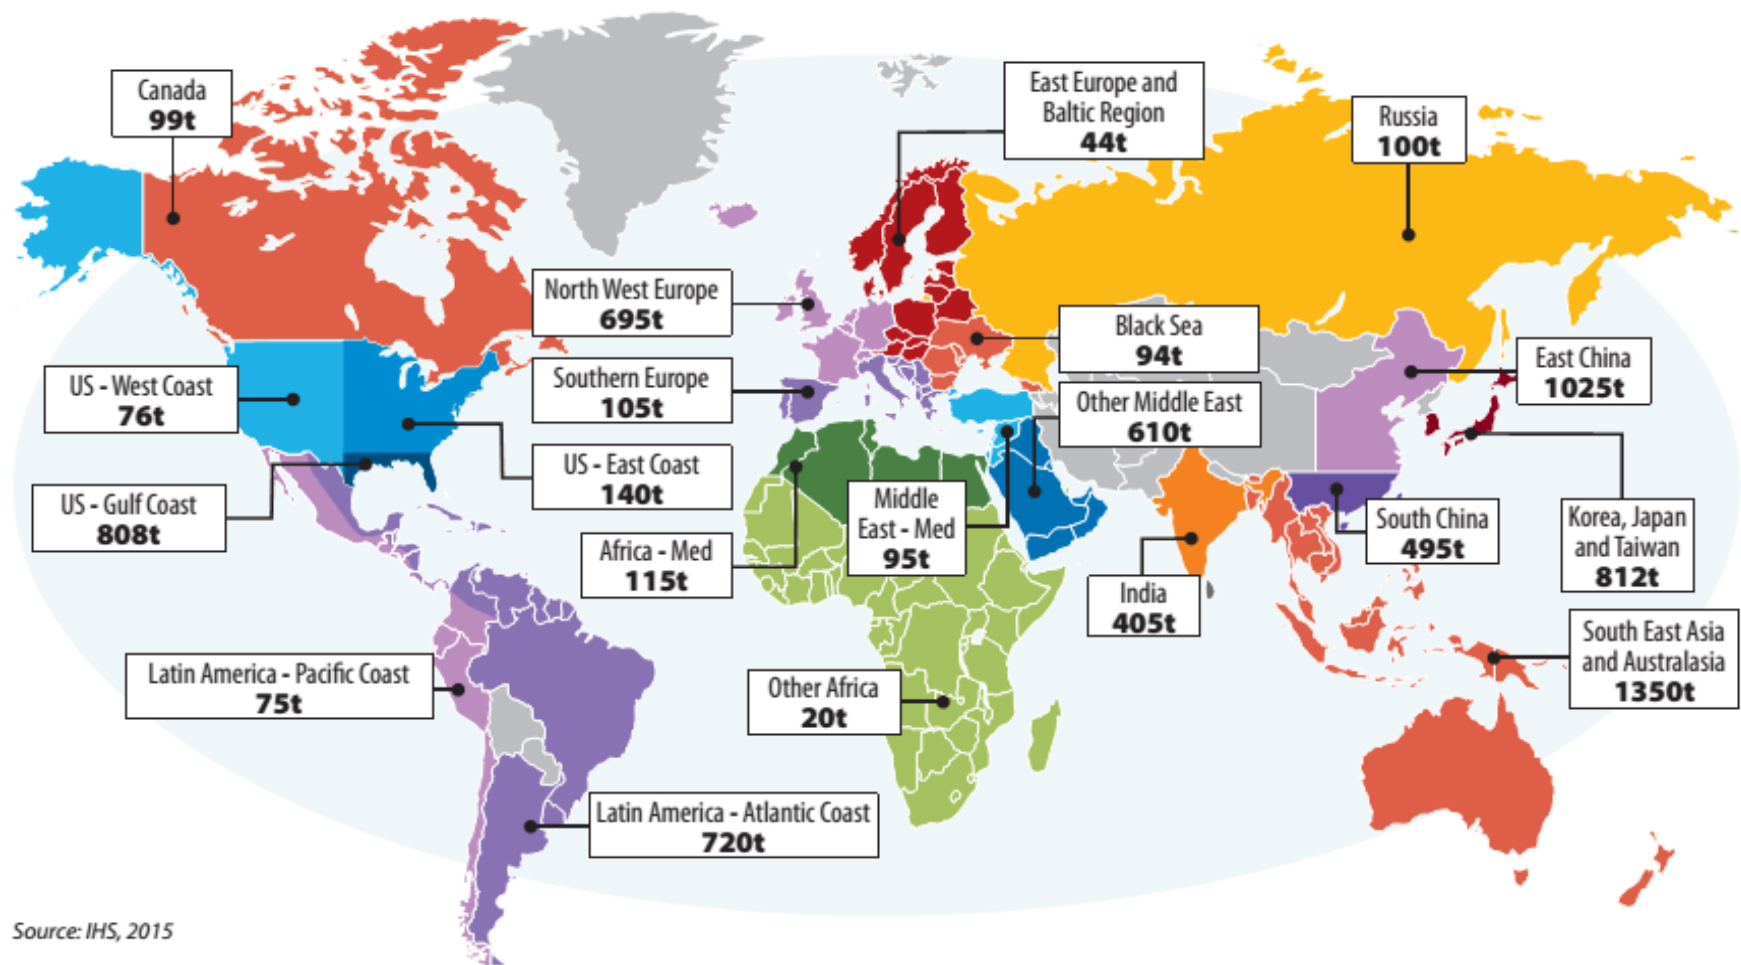 Canada
99t
East Europe and
Baltic Region
44t
Russia
100t
North West Europe
695t
Black Sea
94t
East China
1025t
US - West Coast
76t
Southern Europe
105t
Other Middle East
610t
US - East Coast
140t
US - Gulf Coast
808t
Middle
East - Med
95t
South China
495t
Korea, Japan
and Taiwan
812t
Africa - Med
115t
India
405t
South East Asia
and Australasia
1350t
Latin America - Pacific Coast
75t
Other Africa
20t
Latin America - Atlantic Coast
720t
Source: IHS, 2015